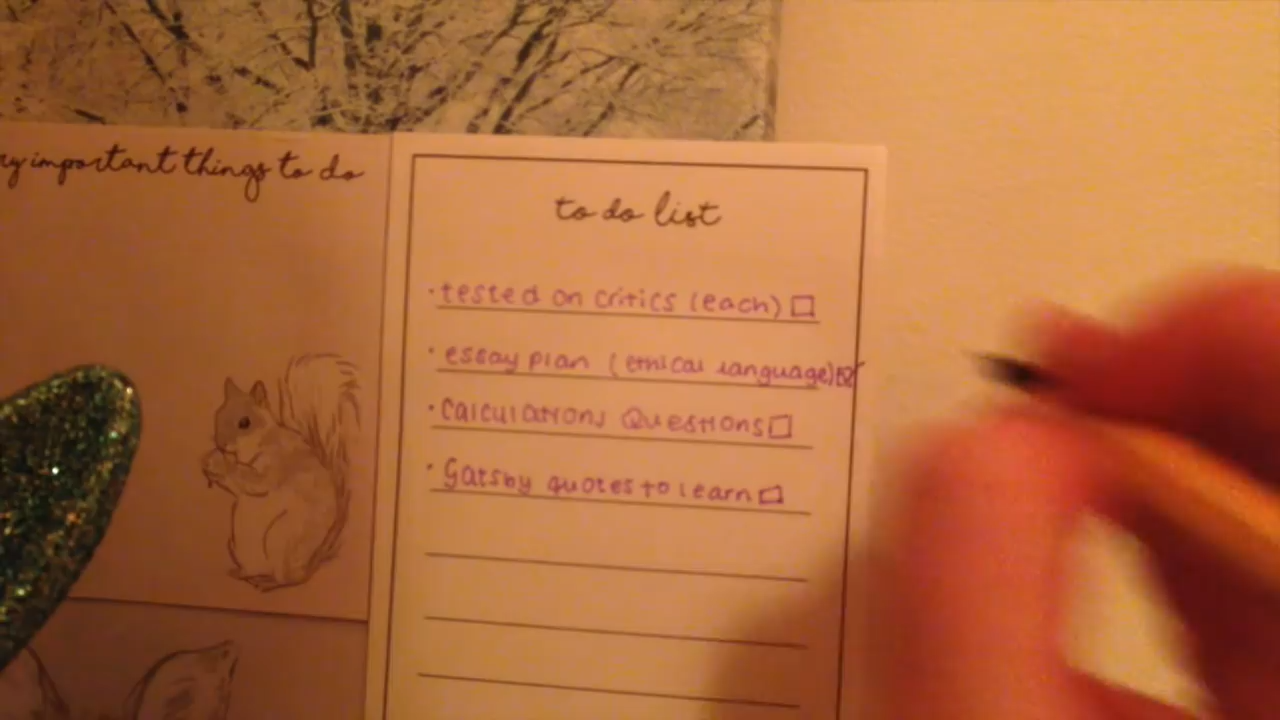 ry important things to do
to do list
· tested on critics (each)
· essay plan (ethical language)
· Calculations Questions
· Gatsby quotes to learn